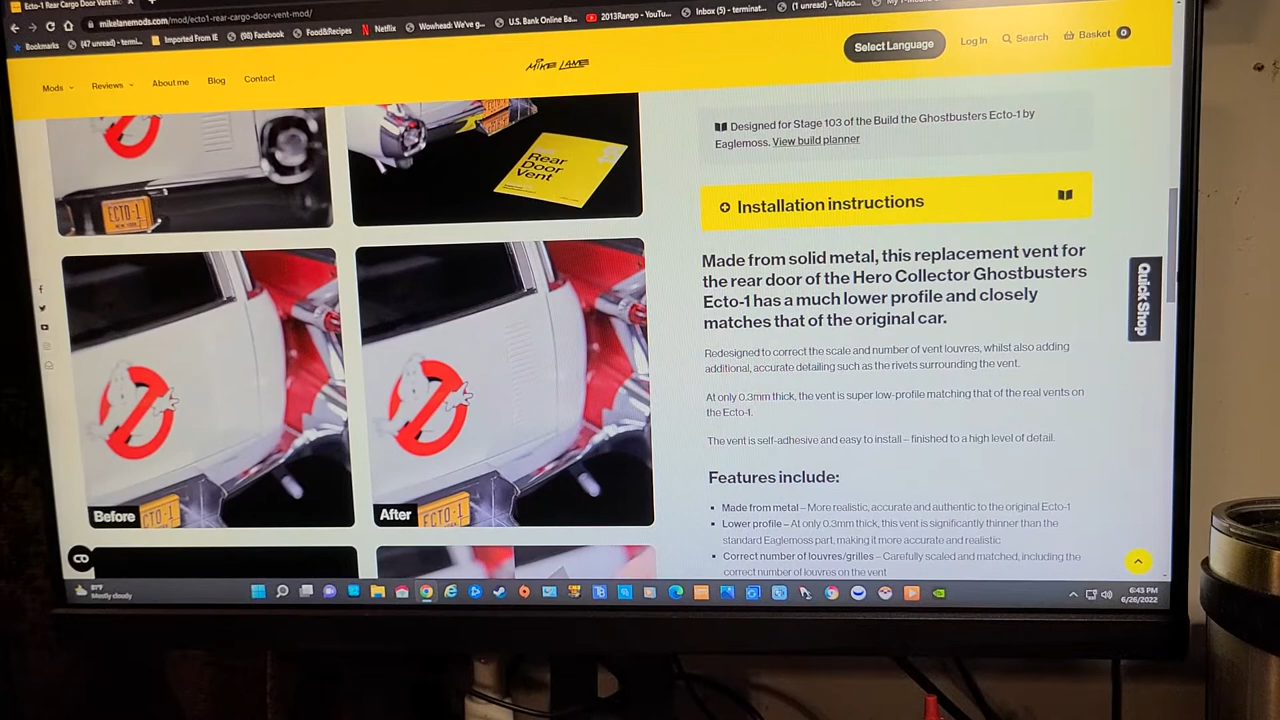 Ecto-1 Rear Cargo Door Vent mo
mikelanemods.com/mod/ecto1-rear-cargo-door-vent-mod/
Bookmarks
(47 unread) - termi...
Imported From IE
(98) Facebook
Food&Recipes
Netflix
Wowhead: We've g...
U.S. Bank Online Ba...
2013Rango - YouTu...
Inbox (5) - terminat...
(1 unread) - Yahoo...
Mods
Reviews
About me
Blog
Contact
MIKE LANE
Select Language
Log In
Search
Basket 0
ECTO-1
Rear
Door
Vent
Designed for Stage 103 of the Build the Ghostbusters Ecto-1 by
Eaglemoss. View build planner
Installation instructions
Made from solid metal, this replacement vent for
the rear door of the Hero Collector Ghostbusters
Ecto-1 has a much lower profile and closely
matches that of the original car.
Redesigned to correct the scale and number of vent louvres, whilst also adding
additional, accurate detailing such as the rivets surrounding the vent.
At only 0.3mm thick, the vent is super low-profile matching that of the real vents on
the Ecto-1.
The vent is self-adhesive and easy to install – finished to a high level of detail.
Features include:
Made from metal – More realistic, accurate and authentic to the original Ecto-1
Lower profile – At only 0.3mm thick, this vent is significantly thinner than the
standard Eaglemoss part, making it more accurate and realistic
Correct number of louvres/grilles – Carefully scaled and matched, including the
correct number of louvres on the vent
Quick Shop
Before
CTO-1
After
ECTO-1
81°F
Mostly cloudy
6:43 PM
6/26/2022